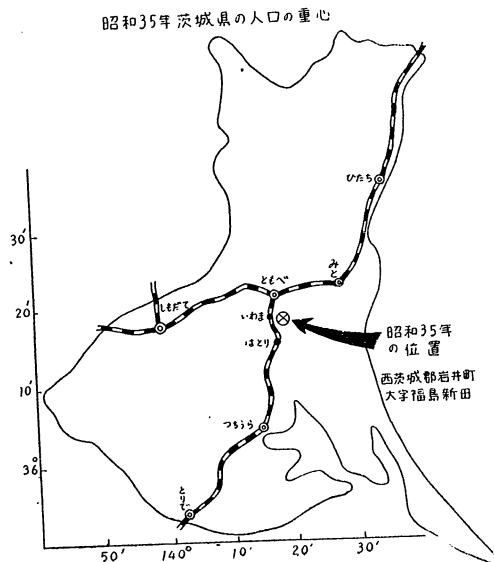 昭和35年茨城県の人口の重心
ひたち
みと
ともべ
しもだて
いわま
はとり
昭和35年
の位置
西茨城郡岩井町
大字福島新田
つちうら
とりで
30′
20′
10′
36°
50′
140°
10′
20′
30′